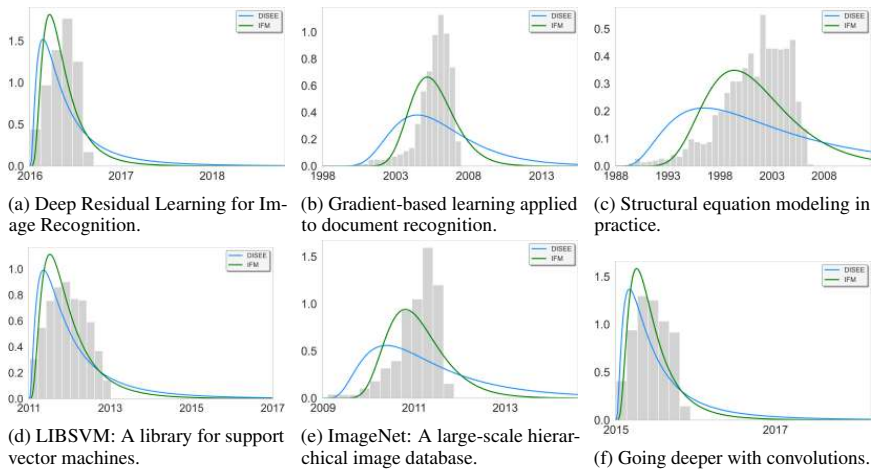 DISEE
IFM
1.5
1.0
0.5
0.0
2016 2017 2018
(a) Deep Residual Learning for Im-
age Recognition.
DISEE
IFM
1.0
0.8
0.6
0.4
0.2
0.0
1998 2003 2008 2013
(b) Gradient-based learning applied
to document recognition.
DISEE
IFM
0.5
0.4
0.3
0.2
0.1
0.0
1988 1993 1998 2003 2008
(c) Structural equation modeling in
practice.
DISEE
IFM
1.0
0.8
0.6
0.4
0.2
0.0
2011 2013 2015 2017
(d) LIBSVM: A library for support
vector machines.
DISEE
IFM
1.5
1.0
0.5
0.0
2009 2011 2013
(e) ImageNet: A large-scale hierar-
chical image database.
DISEE
IFM
1.5
1.0
0.5
0.0
2015 2017
(f) Going deeper with convolutions.